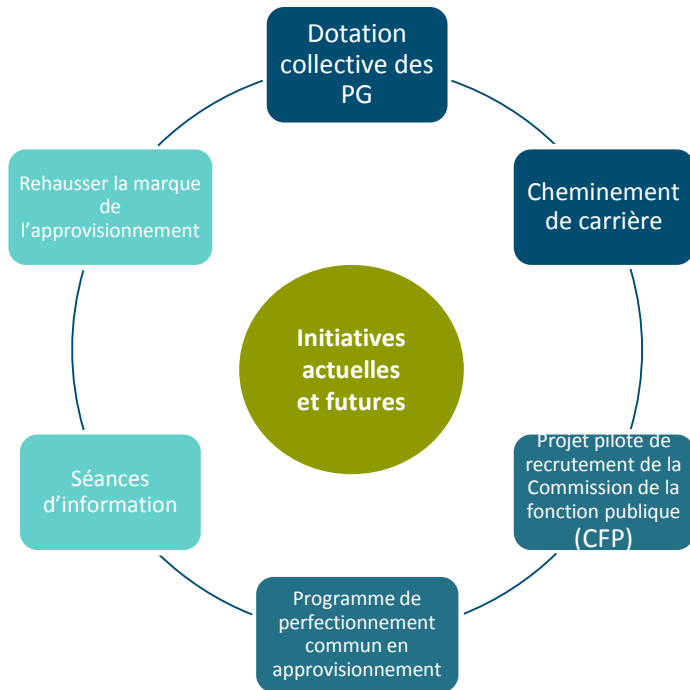 Dotation
collective des
PG
Cheminement
de carrière
Projet pilote de
recrutement de la
Commission de la
fonction publique
(CFP)
Programme de
perfectionnement
commun en
approvisionnement
Séances
d’information
Rehausser la marque
de
l’approvisionnement
Initiatives
actuelles
et futures